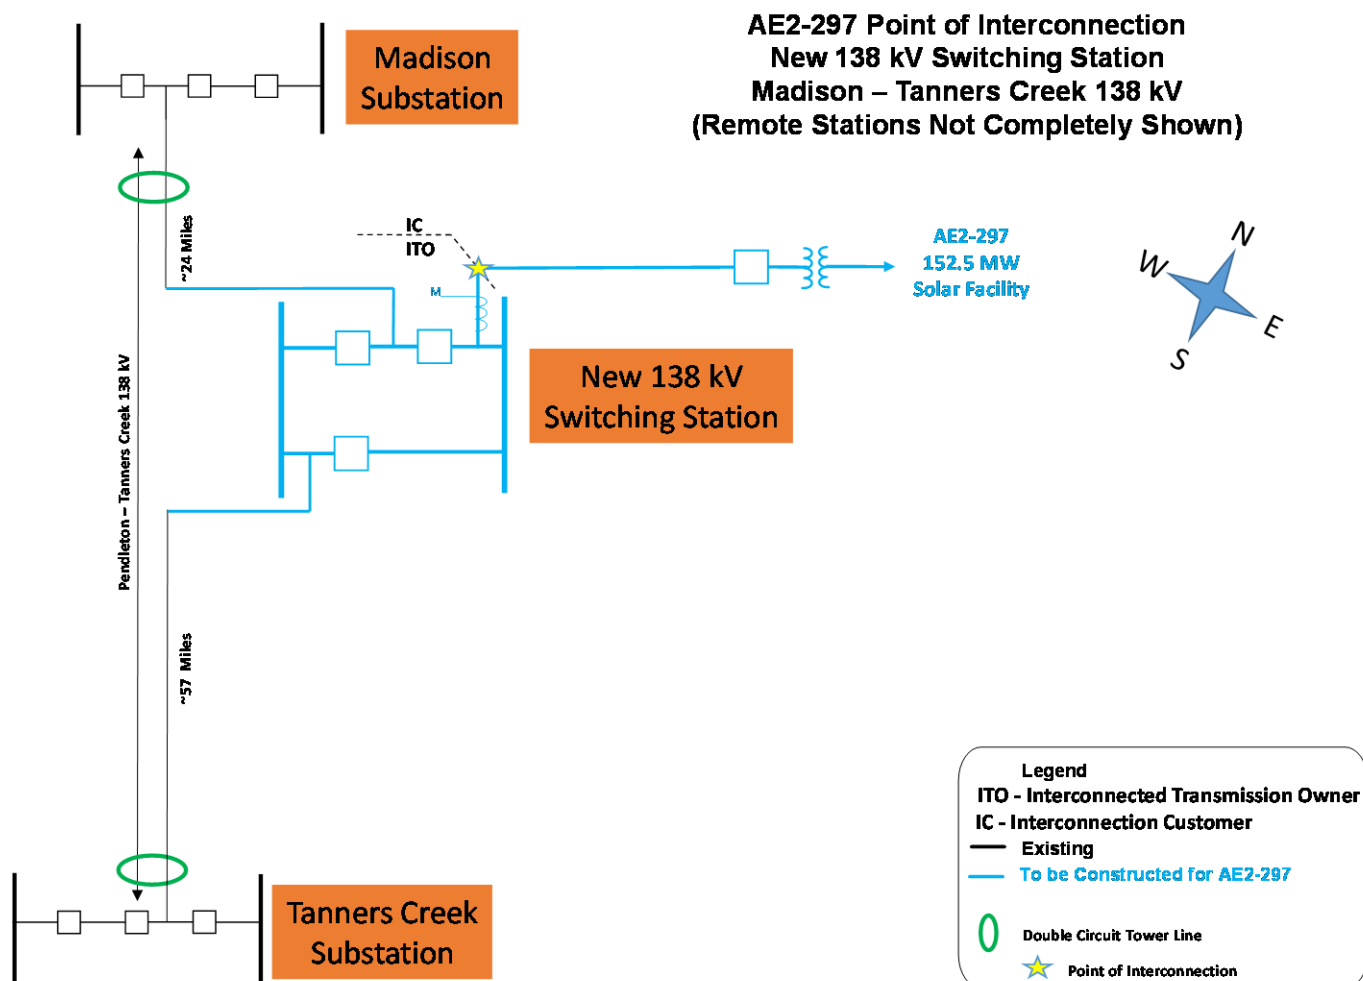 AE2-297 Point of Interconnection
New 138 kV Switching Station
Madison – Tanners Creek 138 kV
(Remote Stations Not Completely Shown)
Madison
Substation
~24 Miles
IC
ITO
M
AE2-297
152.5 MW
Solar Facility
N
W
E
S
New 138 kV
Switching Station
Pendleton – Tanners Creek 138 kV
~57 Miles
Tanners Creek
Substation
Legend
ITO - Interconnected Transmission Owner
IC - Interconnection Customer
Existing
To be Constructed for AE2-297
Double Circuit Tower Line
Point of Interconnection